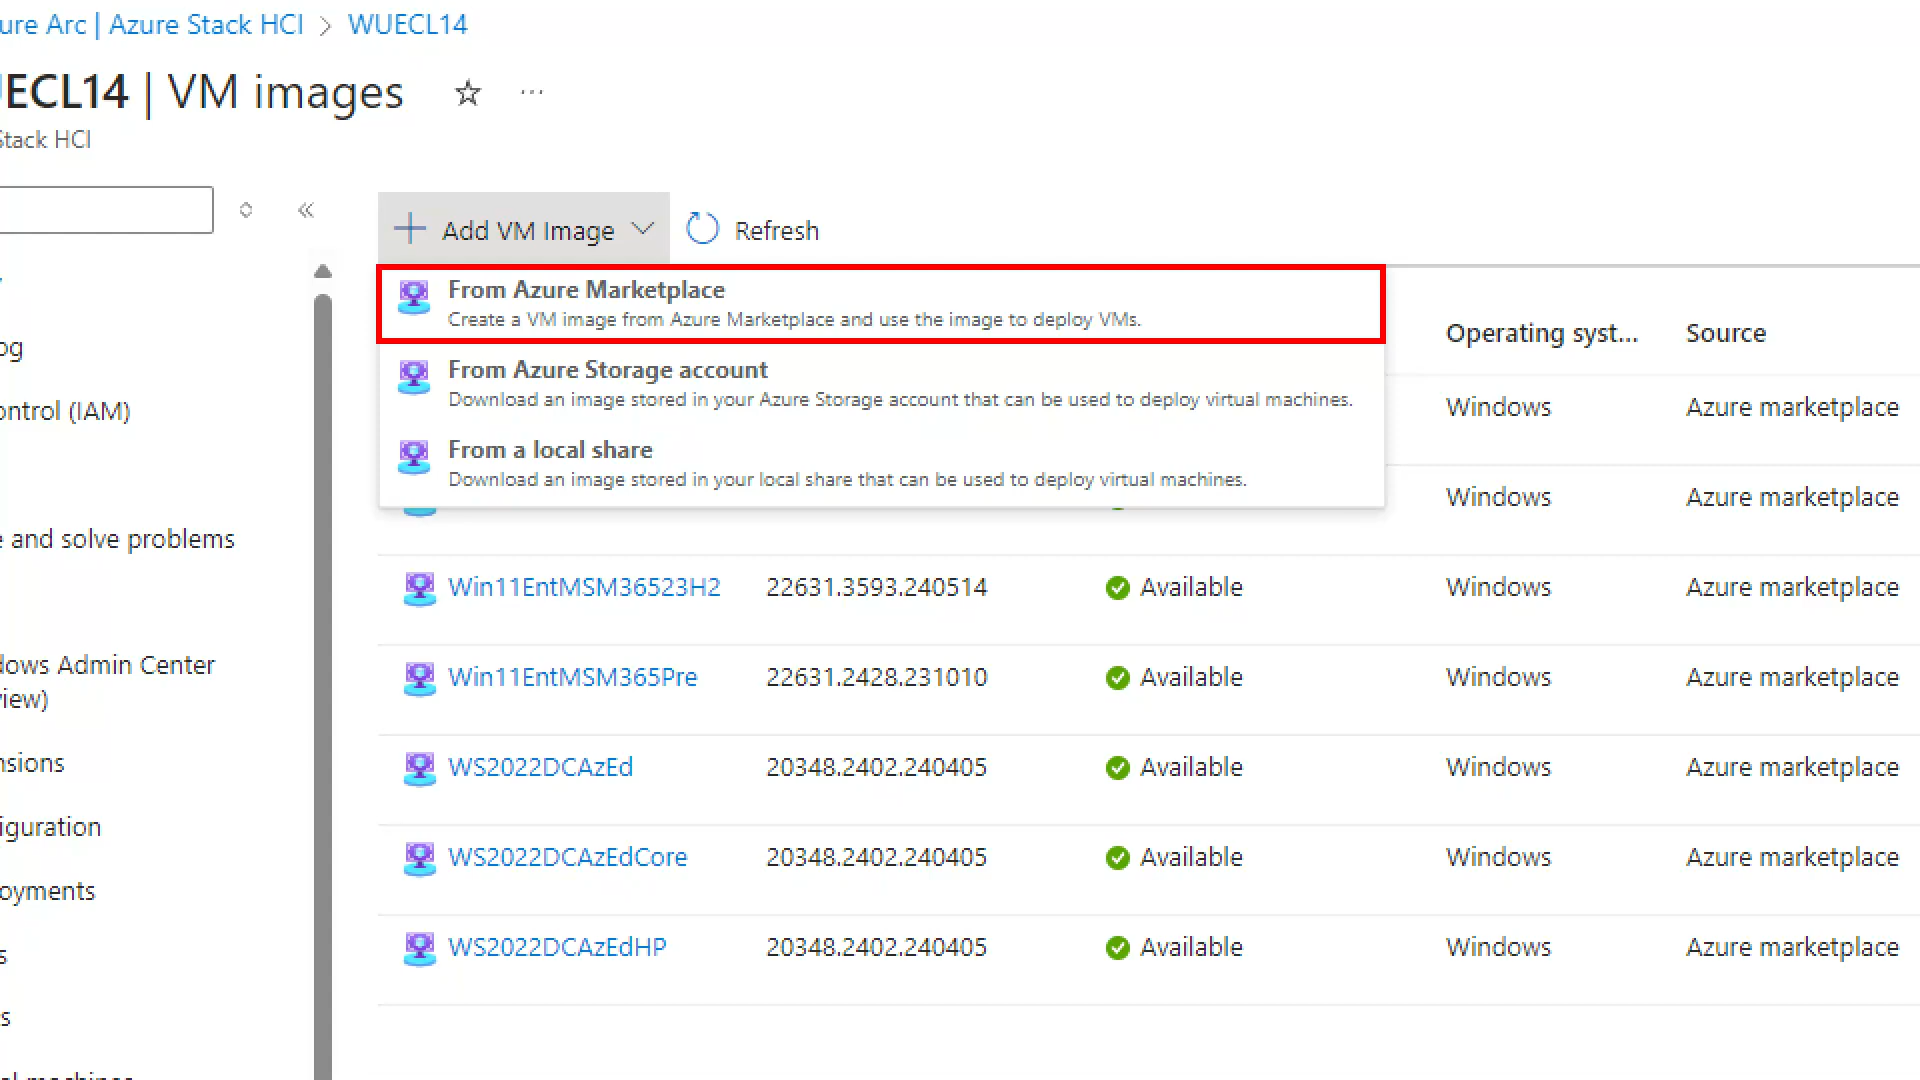 ure Arc | Azure Stack HCI > WUECL14
ECL14 | VM images
Stack HCI
Add VM Image Refresh
From Azure Marketplace
Create a VM image from Azure Marketplace and use the image to deploy VMs.
From Azure Storage account
Download an image stored in your Azure Storage account that can be used to deploy virtual machines.
From a local share
Download an image stored in your local share that can be used to deploy virtual machines.
Operating syst... Source
Windows Azure marketplace
Windows Azure marketplace
Win11EntMSM36523H2 22631.3593.240514 Available Windows Azure marketplace
Win11EntMSM365Pre 22631.2428.231010 Available Windows Azure marketplace
WS2022DCAzEd 20348.2402.240405 Available Windows Azure marketplace
WS2022DCAzEdCore 20348.2402.240405 Available Windows Azure marketplace
WS2022DCAzEdHP 20348.2402.240405 Available Windows Azure marketplace
og
ontrol (IAM)
e and solve problems
dows Admin Center
view)
nsions
iguration
oyments
s
s